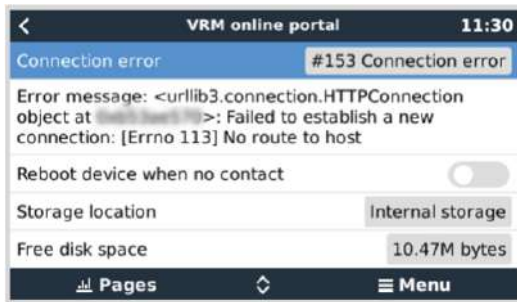 VRM online portal 11:30
Connection error #153 Connection error
Error message: <urllib3.connection.HTTPConnection
object at >: Failed to establish a new
connection: [Errno 113] No route to host
Reboot device when no contact
Storage location Internal storage
Free disk space 10.47M bytes
Pages Menu